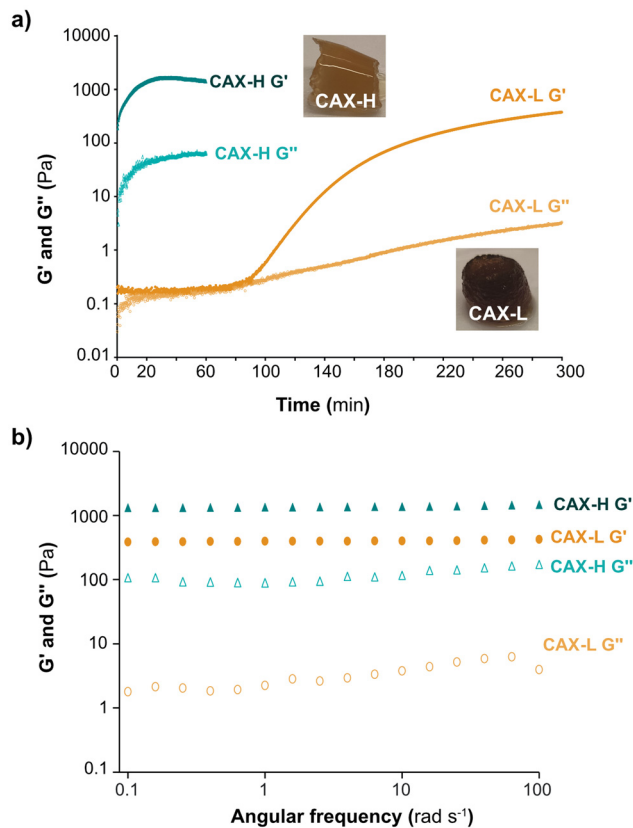 a)
10000
1000
100
10
1
0.1
0.01
G' and G" (Pa)
CAX-H G'
CAX-H
CAX-H G"
CAX-L G'
CAX-L G"
CAX-L
0 20 60 100 140 180 220 260 300
Time (min)
b)
10000
1000
100
10
1
0.1
G' and G" (Pa)
CAX-H G'
CAX-L G'
CAX-H G"
CAX-L G"
0.1 1 10 100
Angular frequency (rad s⁻¹)